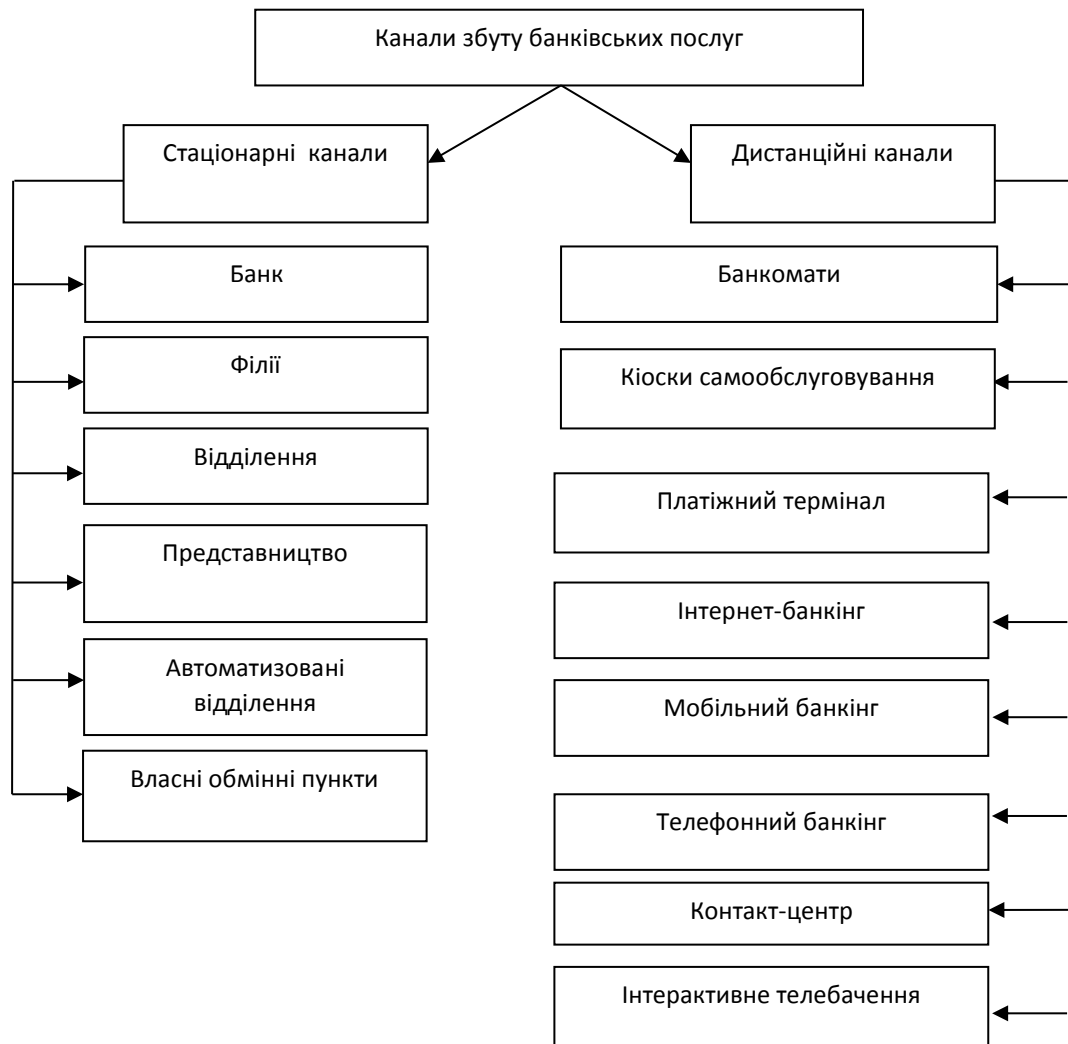 Канали збуту банківських послуг
Стаціонарні канали
Дистанційні канали
Банк
Філії
Відділення
Представництво
Автоматизовані
відділення
Власні обмінні пункти
Банкомати
Кіоски самообслуговування
Платіжний термінал
Інтернет-банкінг
Мобільний банкінг
Телефонний банкінг
Контакт-центр
Інтерактивне телебачення